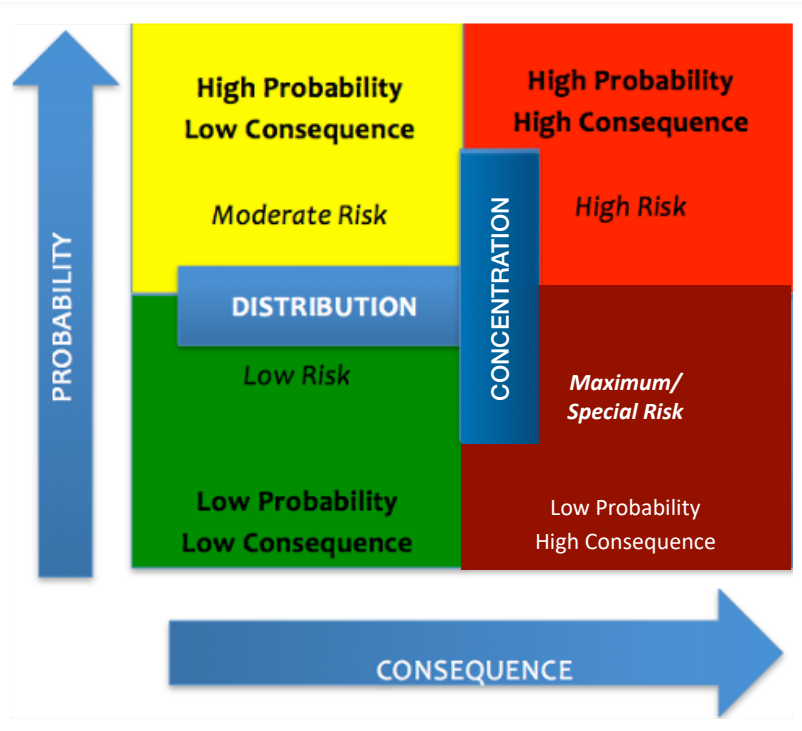 High Probability
Low Consequence
Moderate Risk
High Probability
High Consequence
High Risk
PROBABILITY
DISTRIBUTION
CONCENTRATION
Low Risk
Low Probability
Low Consequence
Maximum/
Special Risk
Low Probability
High Consequence
CONSEQUENCE